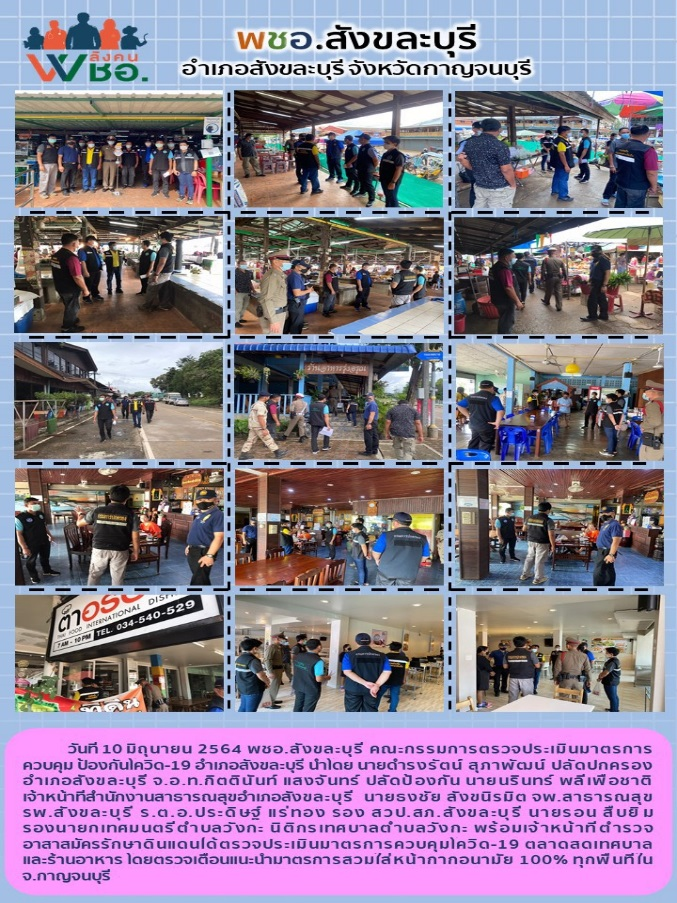 สังคน
พชอ.
พชอ.สังขละบุรี
อำเภอสังขละบุรี จังหวัดกาญจนบุรี
THAI FOOD INTERNATIONAL DISH
7 AM - 10 PM TEL. 034-540-529
วันที่ 10 มิถุนายน 2564 พชอ.สังขละบุรี คณะกรรมการตรวจประเมินมาตรการ
ควบคุม ป้องกันโควิด-19 อำเภอสังขละบุรี นำโดย นายดำรงรัตน์ สุภาพัฒน์ ปลัดปกครอง
อำเภอสังขละบุรี จ.อ.ท.กิตตินันท์ แสงจันทร์ ปลัดป้องกัน นายนรินทร์ พลีเพื่อชาติ
เจ้าหน้าที่สำนักงานสาธารณสุขอำเภอสังขละบุรี นายธงชัย สังขนิรมิต จพ.สาธารณสุข
รพ.สังขละบุรี ร.ต.อ.ประดิษฐ์ แร่ทอง รอง สวป.สภ.สังขละบุรี นายรอน สืบยิม
รองนายกเทศมนตรีตำบลวังกะ นิติกรเทศบาลตำบลวังกะ พร้อมเจ้าหน้าที่ตำรวจ
อาสาสมัครรักษาดินแดนได้ตรวจประเมินมาตรการควบคุมโควิด-19 ตลาดสดเทศบาล
และร้านอาหาร โดยตรวจเตือนแนะนำมาตรการสวมใส่หน้ากากอนามัย 100% ทุกพื้นที่ใน
จ.กาญจนบุรี